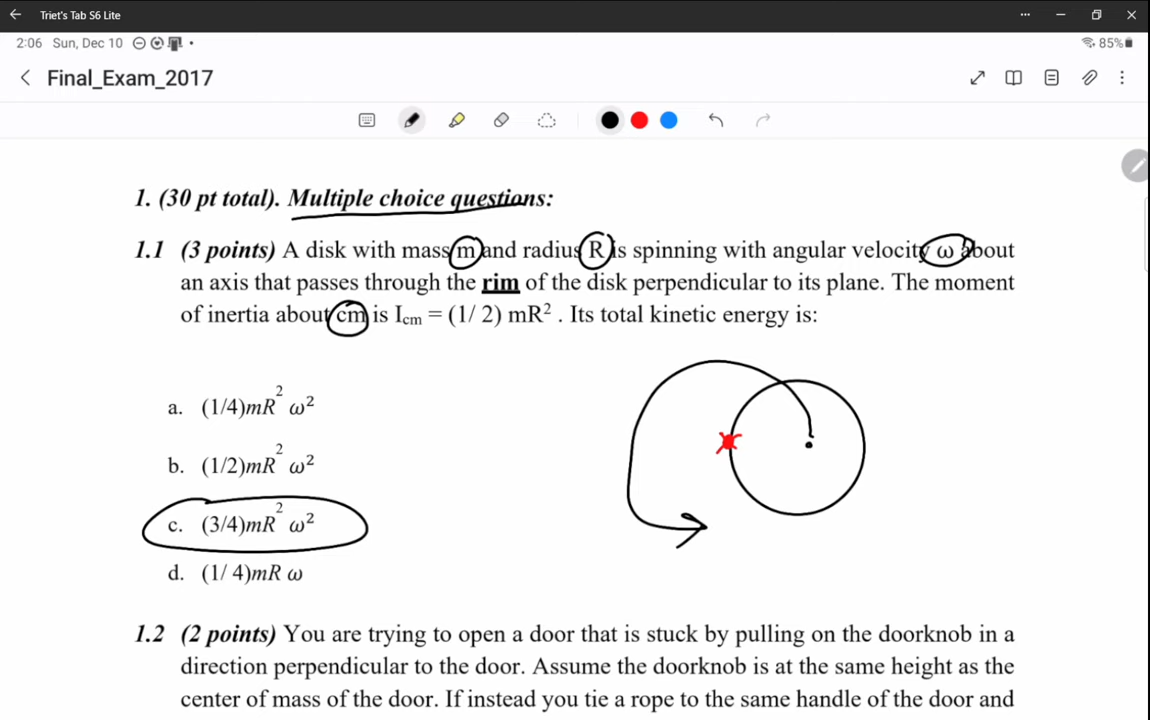 Triet's Tab S6 Lite
2:06 Sun, Dec 10
85%
Final_Exam_2017
1. (30 pt total). Multiple choice questions:
1.1 (3 points) A disk with mass m and radius R is spinning with angular velocity ω about
an axis that passes through the rim of the disk perpendicular to its plane. The moment
of inertia about cm is Icm = (1/ 2) mR² . Its total kinetic energy is:
a. (1/4)mR² ω²
b. (1/2)mR² ω²
c. (3/4)mR² ω²
d. (1/ 4)mR ω
1.2 (2 points) You are trying to open a door that is stuck by pulling on the doorknob in a
direction perpendicular to the door. Assume the doorknob is at the same height as the
center of mass of the door. If instead you tie a rope to the same handle of the door and